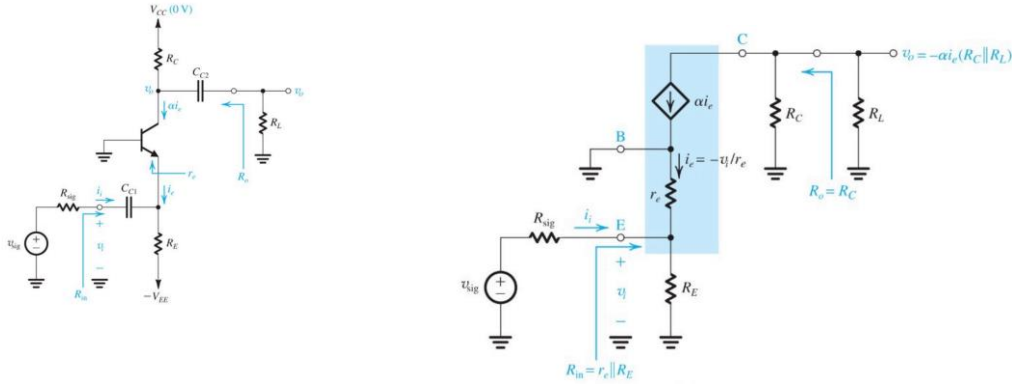 V_CC (0 V)
R_C
C_C2
v_o
v_o
αi_e
R_L
r_e
R_o
R_sig
i_i
C_C1
i_e
+
v_sig
+
−
v_i
R_E
−
R_in
−V_EE
C
v_o = −αi_e(R_C∥R_L)
αi_e
R_C
R_L
B
i_e = −v_i/r_e
r_e
R_o = R_C
R_sig
i_i
E
+
v_sig
+
−
v_i
R_E
−
R_in = r_e∥R_E